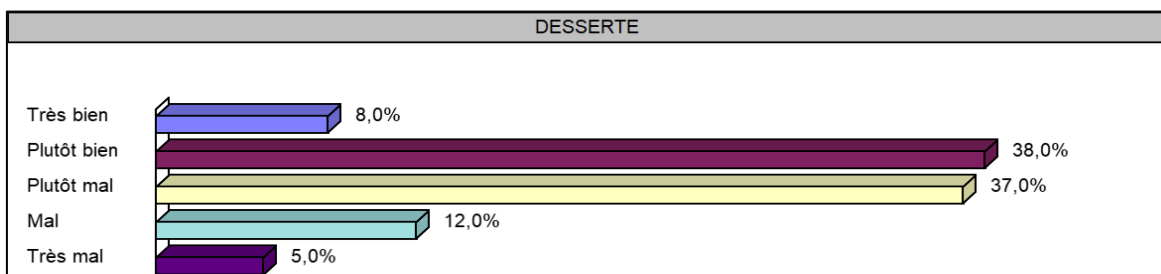 DESSERTE
Très bien 8,0%
Plutôt bien 38,0%
Plutôt mal 37,0%
Mal 12,0%
Très mal 5,0%